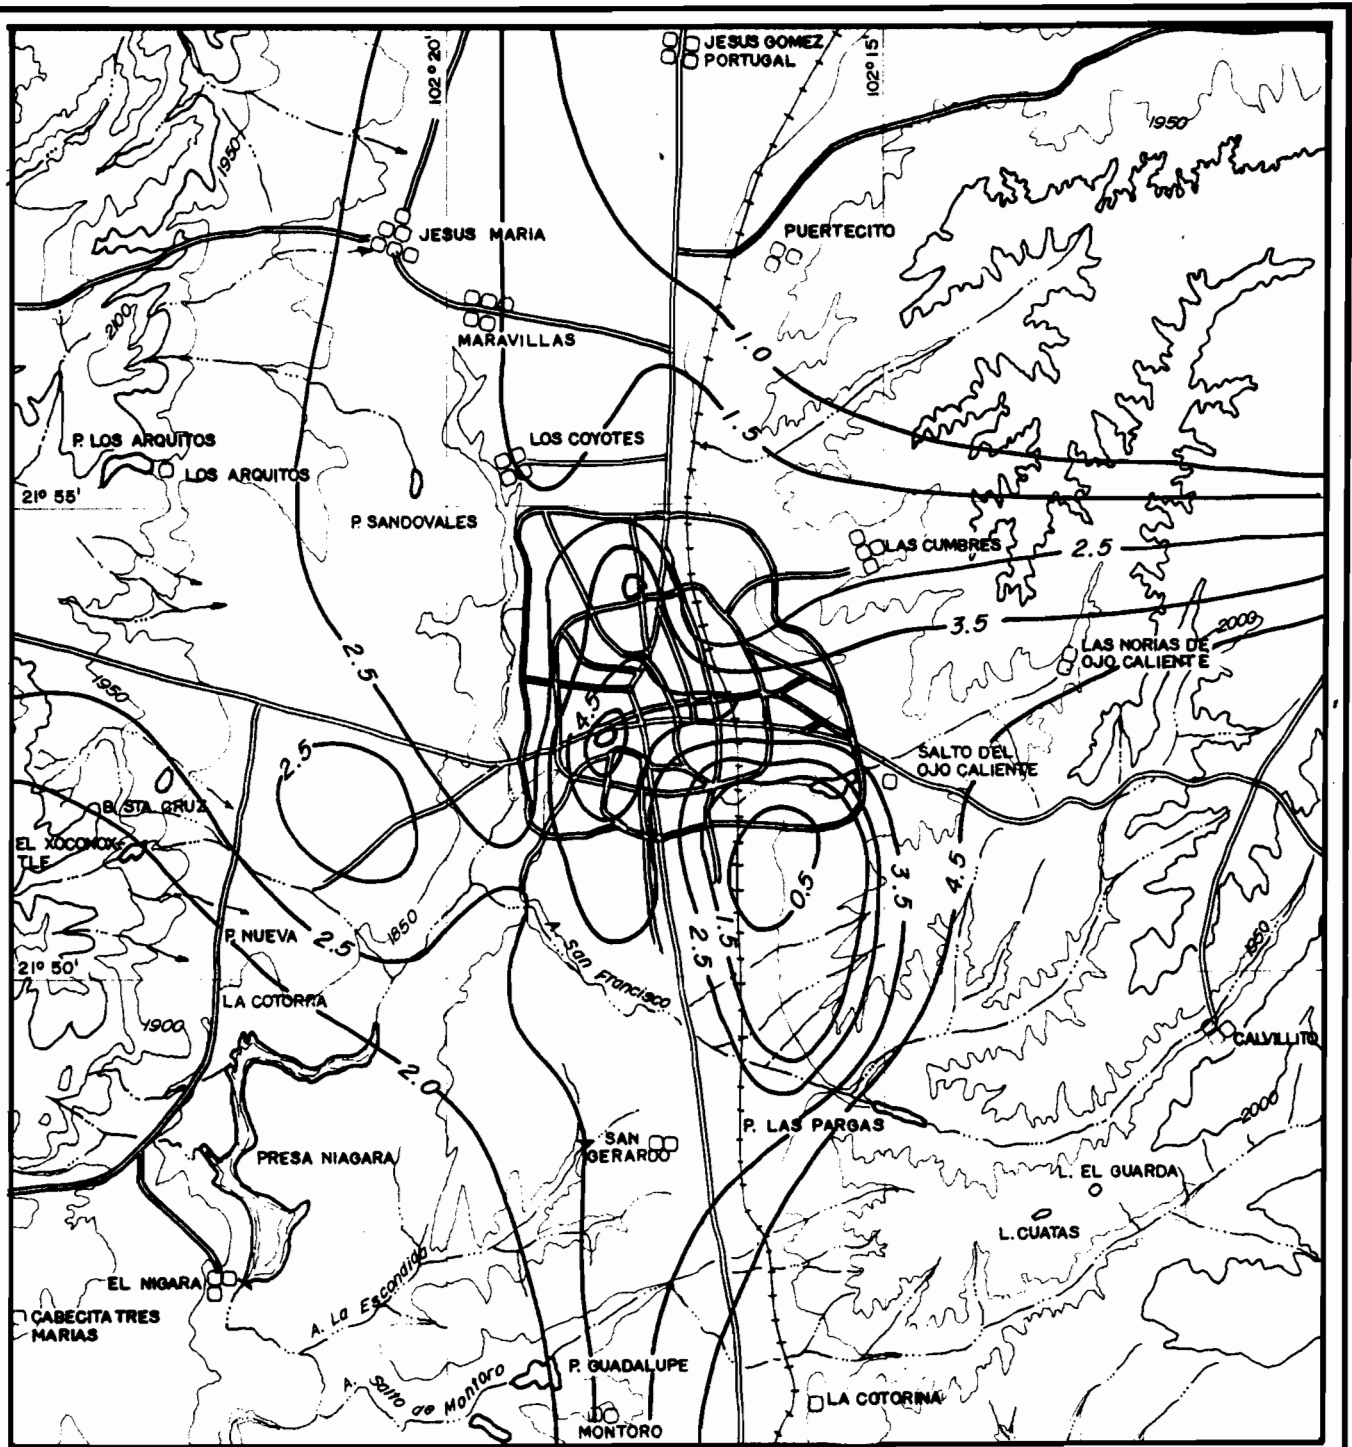 JESUS GOMEZ
PORTUGAL
102° 20'
102° 15'
1950
1950
JESUS MARIA
PUERTECITO
2100
MARAVILLAS
1.0
1.5
P. LOS ARQUITOS
LOS ARQUITOS
LOS COYOTES
21° 55'
P. SANDOVALES
LAS CUMBRES
2.5
3.5
2000
LAS NORIAS DE
OJO CALIENTE
2.5
1950
4.5
2.5
SALTO DEL
OJO CALIENTE
B. STA. CRUZ
EL XOCONOX-
TLE
0.5
3.5
4.5
1850
P. NUEVA
2.5
1.5
2.5
A. San Francisco
1950
21° 50'
LA COTORRA
1900
CALVILLITO
2.0
2000
P. LAS PARGAS
SAN
GERARDO
PRESA NIAGARA
L. EL GUARDA
L. CUATAS
EL NIGARA
A. La Escondida
CABECITA TRES
MARIAS
P. GUADALUPE
A. Salto de Montoro
LA COTORINA
MONTORO